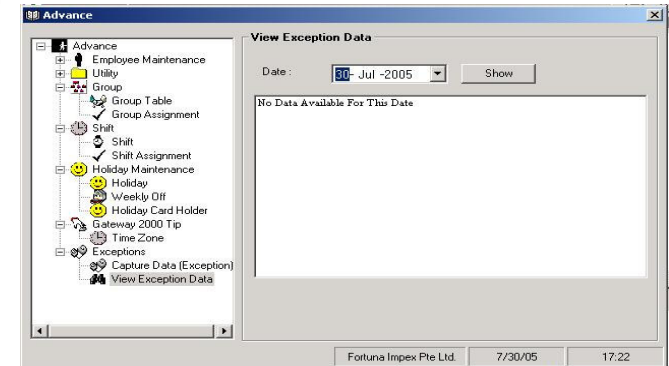 Advance
Advance
Employee Maintenance
Utility
Group
Group Table
Group Assignment
Shift
Shift
Shift Assignment
Holiday Maintenance
Holiday
Weekly Off
Holiday Card Holder
Gateway 2000 Tip
Time Zone
Exceptions
Capture Data (Exception)
View Exception Data
View Exception Data
Date :
30- Jul -2005
Show
No Data Available For This Date
Fortuna Impex Pte Ltd.
7/30/05
17:22